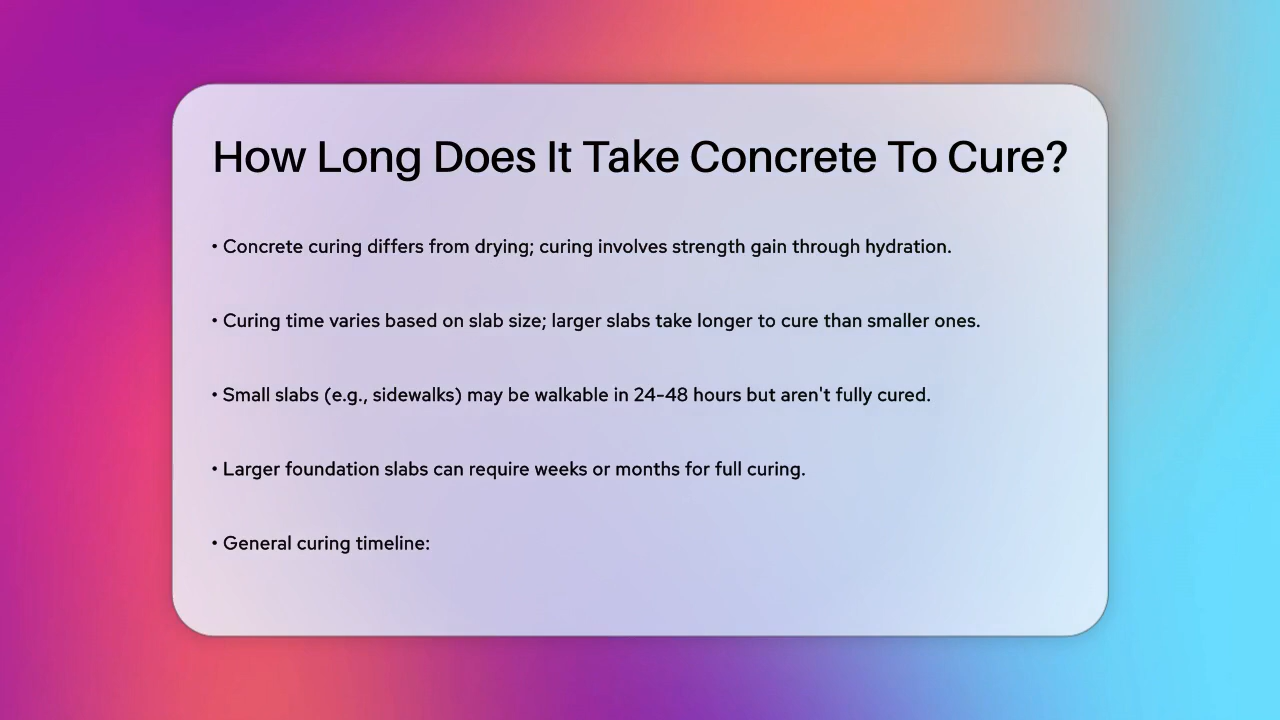 How Long Does It Take Concrete To Cure?
• Concrete curing differs from drying; curing involves strength gain through hydration.
• Curing time varies based on slab size; larger slabs take longer to cure than smaller ones.
• Small slabs (e.g., sidewalks) may be walkable in 24–48 hours but aren't fully cured.
• Larger foundation slabs can require weeks or months for full curing.
• General curing timeline: